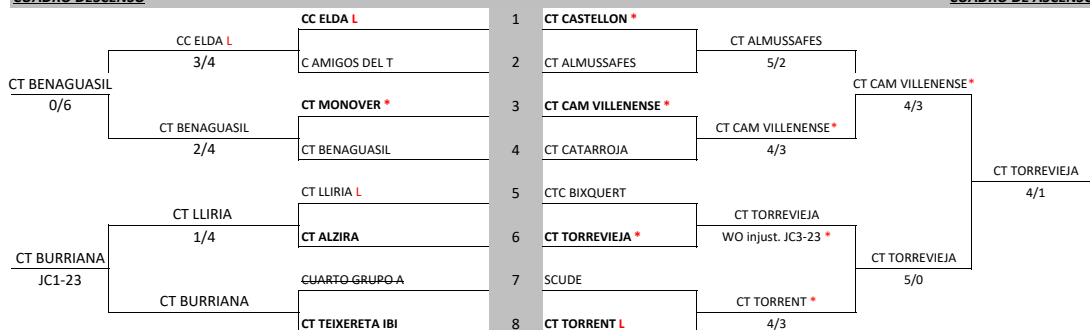 CUADRO DESCENSO CUADRO DE ASCENSO
CC ELDA L 1 CT CASTELLON *
CC ELDA L CT ALMUSSAFES
3/4 C AMIGOS DEL T 2 CT ALMUSSAFES 5/2
CT BENAGUASIL CT CAM VILLENENSE*
0/6 CT MONOVER * 3 CT CAM VILLENENSE * 4/3
CT BENAGUASIL CT CAM VILLENENSE*
2/4 CT BENAGUASIL 4 CT CATARROJA 4/3
CT TORREVIEJA
CT LLIRIA L 5 CTC BIXQUERT 4/1
CT LLIRIA CT TORREVIEJA
1/4 CT ALZIRA 6 CT TORREVIEJA * WO injust. JC3-23 *
CT BURRIANA CT TORREVIEJA
JC1-23 CUARTO GRUPO A 7 SCUDE 5/0
CT BURRIANA CT TORRENT *
CT TEIXERETA IBI 8 CT TORRENT L 4/3